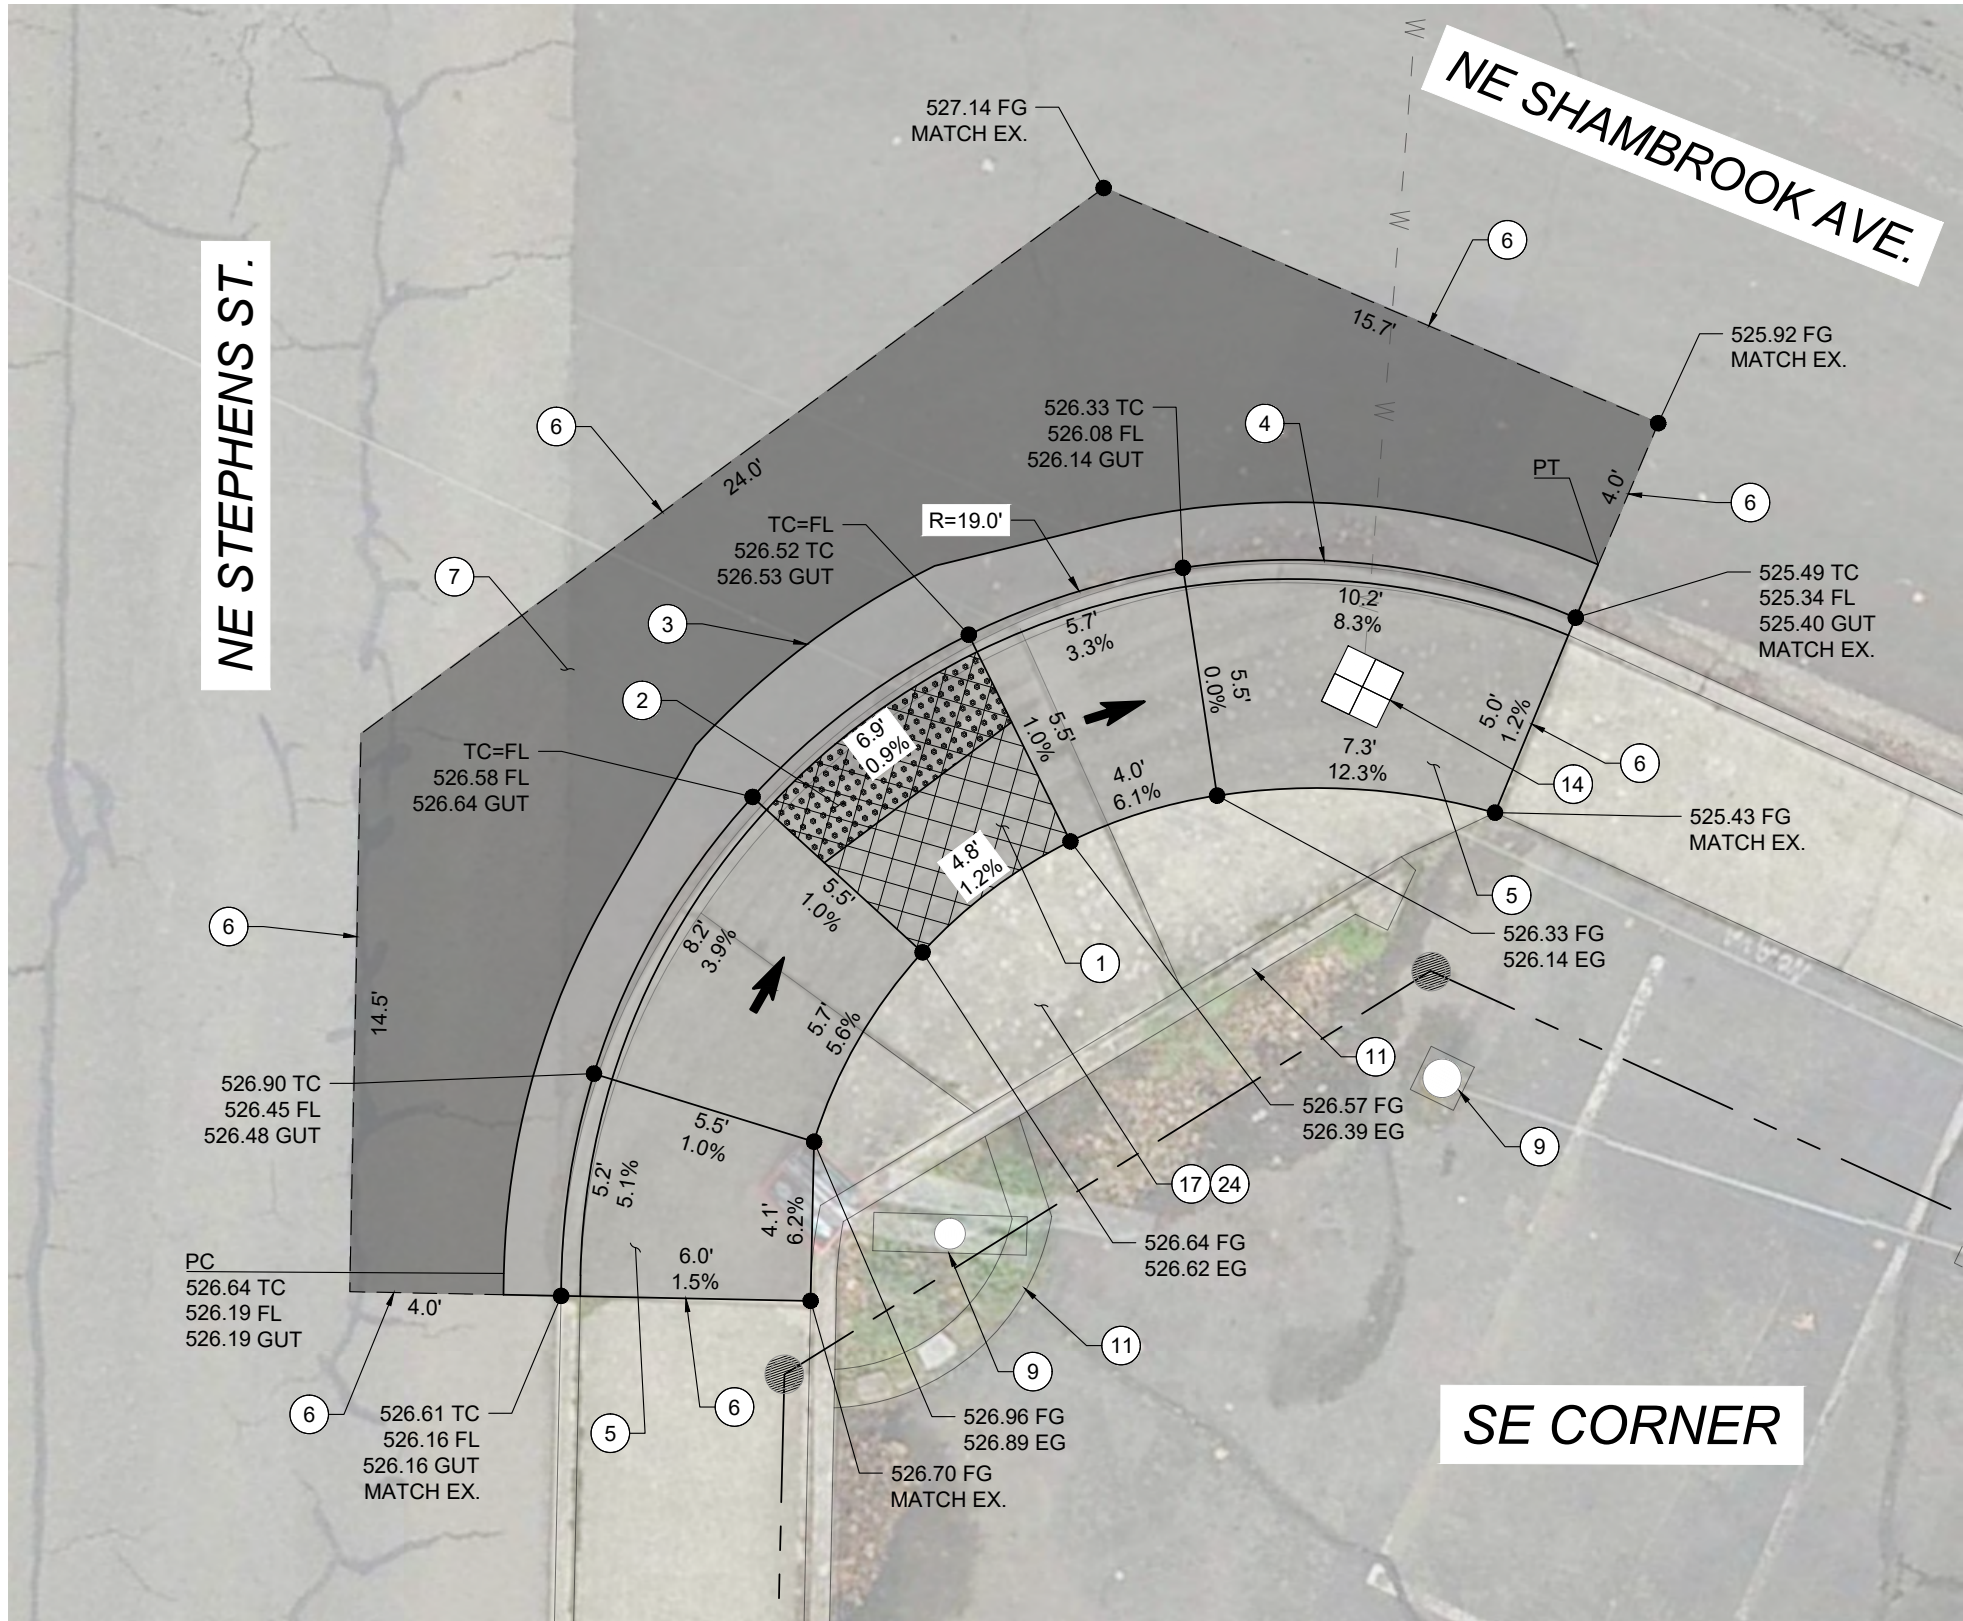 NE SHAMBROOK AVE.
NE STEPHENS ST.
527.14 FG
MATCH EX.
W
W
W
W
6
15.7'
525.92 FG
MATCH EX.
6
24.0'
526.33 TC
526.08 FL
526.14 GUT
4
PT
4.0'
6
R=19.0'
TC=FL
526.52 TC
526.53 GUT
7
3
525.49 TC
525.34 FL
525.40 GUT
MATCH EX.
10.2'
8.3%
5.7'
3.3%
5.5'
0.0%
2
6.9'
0.9%
5.5'
1.0%
5.0'
1.2%
TC=FL
526.58 FL
526.64 GUT
4.0'
6.1%
7.3'
12.3%
14
6
525.43 FG
MATCH EX.
4.8'
1.2%
5.5'
1.0%
5
6
8.2'
3.9%
1
526.33 FG
526.14 EG
14.5'
5.7'
5.6%
11
526.90 TC
526.45 FL
526.48 GUT
526.57 FG
526.39 EG
9
5.5'
1.0%
5.2'
5.1%
4.1'
6.2%
17
24
526.64 FG
526.62 EG
6.0'
1.5%
PC
526.64 TC
526.19 FL
526.19 GUT
4.0'
11
9
6
526.61 TC
526.16 FL
526.16 GUT
MATCH EX.
5
6
526.96 FG
526.89 EG
526.70 FG
MATCH EX.
SE CORNER